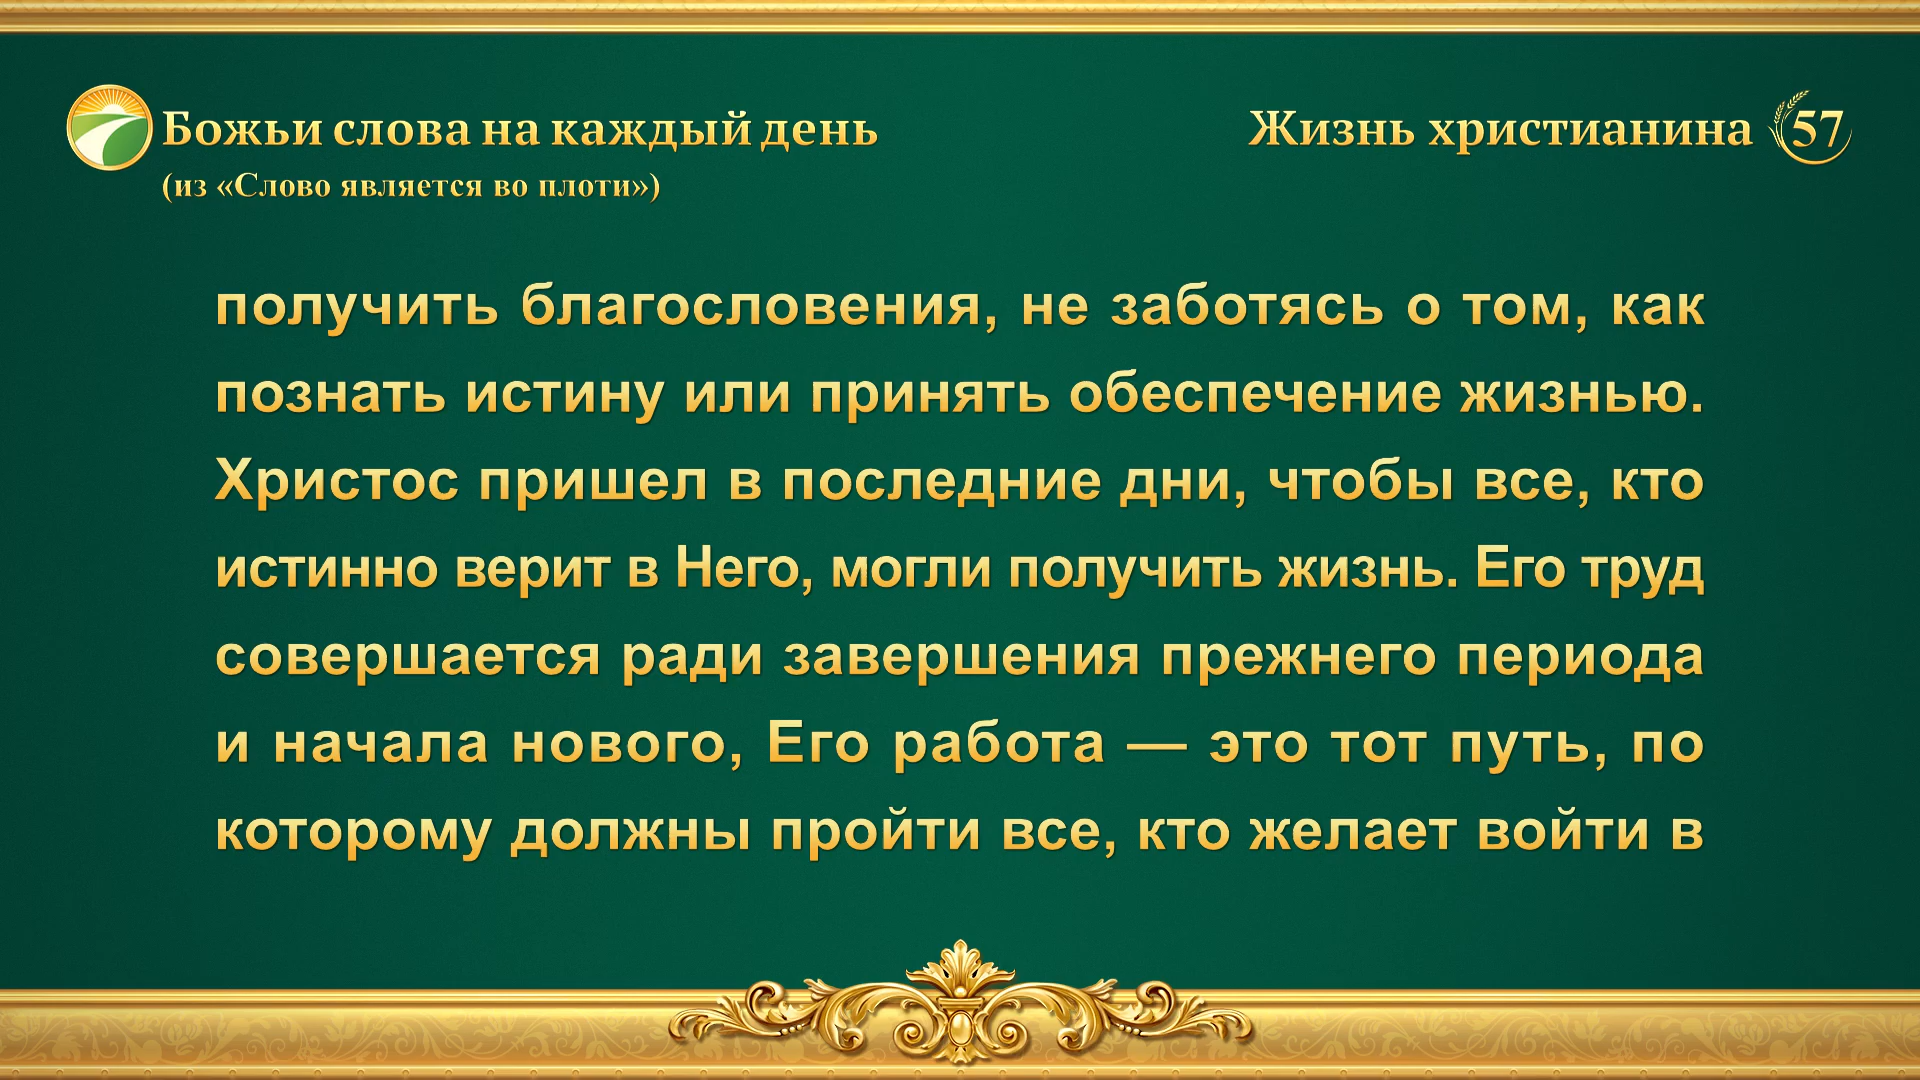 Божьи слова на каждый день
(из «Слово является во плоти»)
Жизнь христианина 57
получить благословения, не заботясь о том, как
познать истину или принять обеспечение жизнью.
Христос пришел в последние дни, чтобы все, кто
истинно верит в Него, могли получить жизнь. Его труд
совершается ради завершения прежнего периода
и начала нового, Его работа — это тот путь, по
которому должны пройти все, кто желает войти в